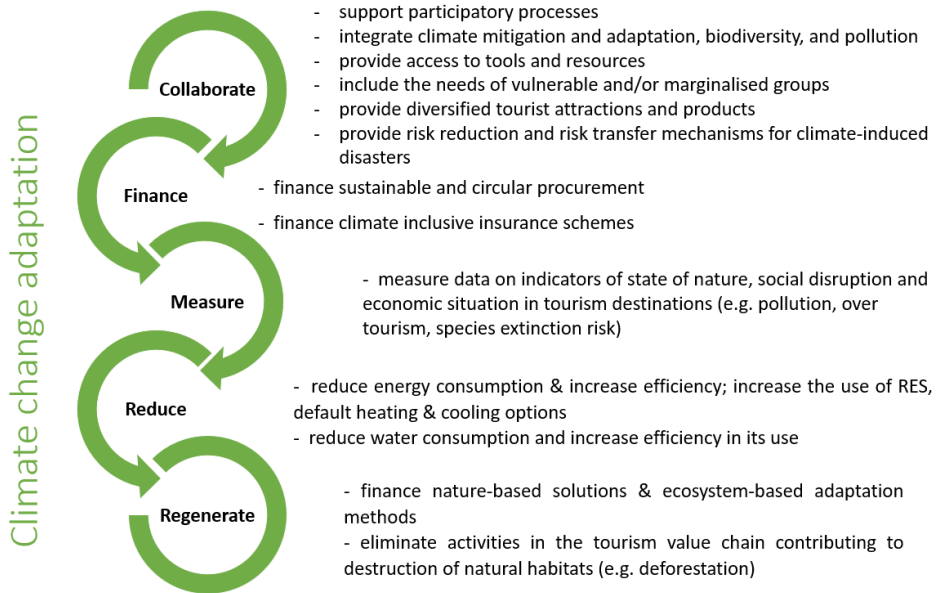 Climate change adaptation
Collaborate
- support participatory processes
- integrate climate mitigation and adaptation, biodiversity, and pollution
- provide access to tools and resources
- include the needs of vulnerable and/or marginalised groups
- provide diversified tourist attractions and products
- provide risk reduction and risk transfer mechanisms for climate-induced
disasters
Finance
- finance sustainable and circular procurement
- finance climate inclusive insurance schemes
Measure
- measure data on indicators of state of nature, social disruption and
economic situation in tourism destinations (e.g. pollution, over
tourism, species extinction risk)
Reduce
- reduce energy consumption & increase efficiency; increase the use of RES,
default heating & cooling options
- reduce water consumption and increase efficiency in its use
Regenerate
- finance nature-based solutions & ecosystem-based adaptation
methods
- eliminate activities in the tourism value chain contributing to
destruction of natural habitats (e.g. deforestation)